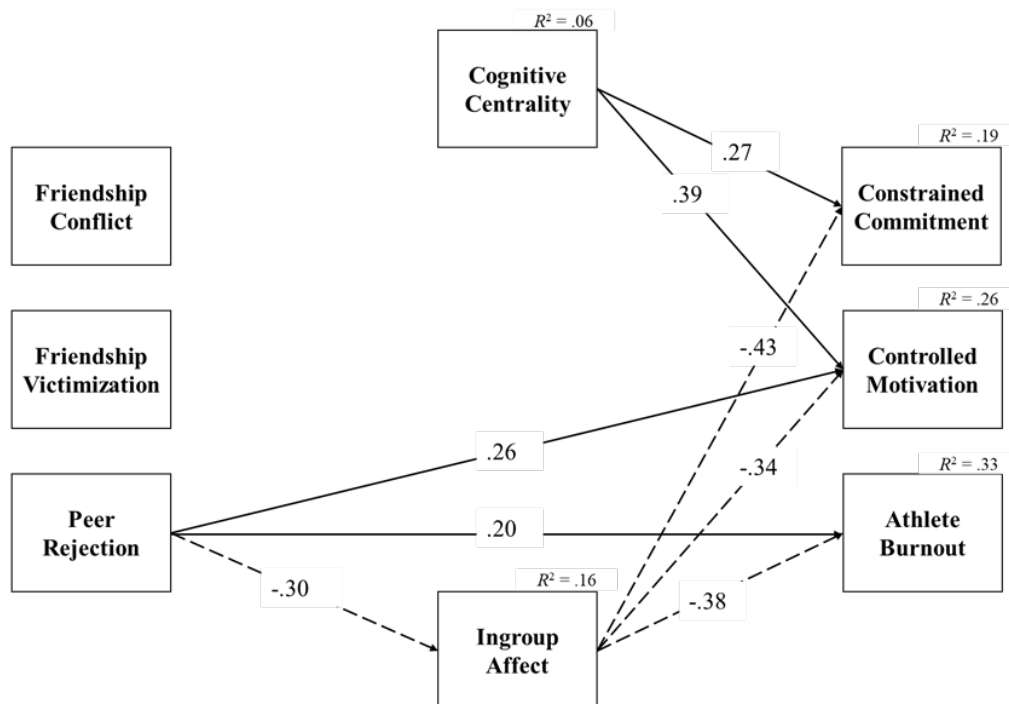 R² = .06
Cognitive
Centrality
R² = .19
.27
Friendship
Conflict
Constrained
Commitment
.39
R² = .26
Friendship
Victimization
-.43
Controlled
Motivation
.26
-.34
R² = .33
Peer
Rejection
.20
Athlete
Burnout
-.30
R² = .16
-.38
Ingroup
Affect